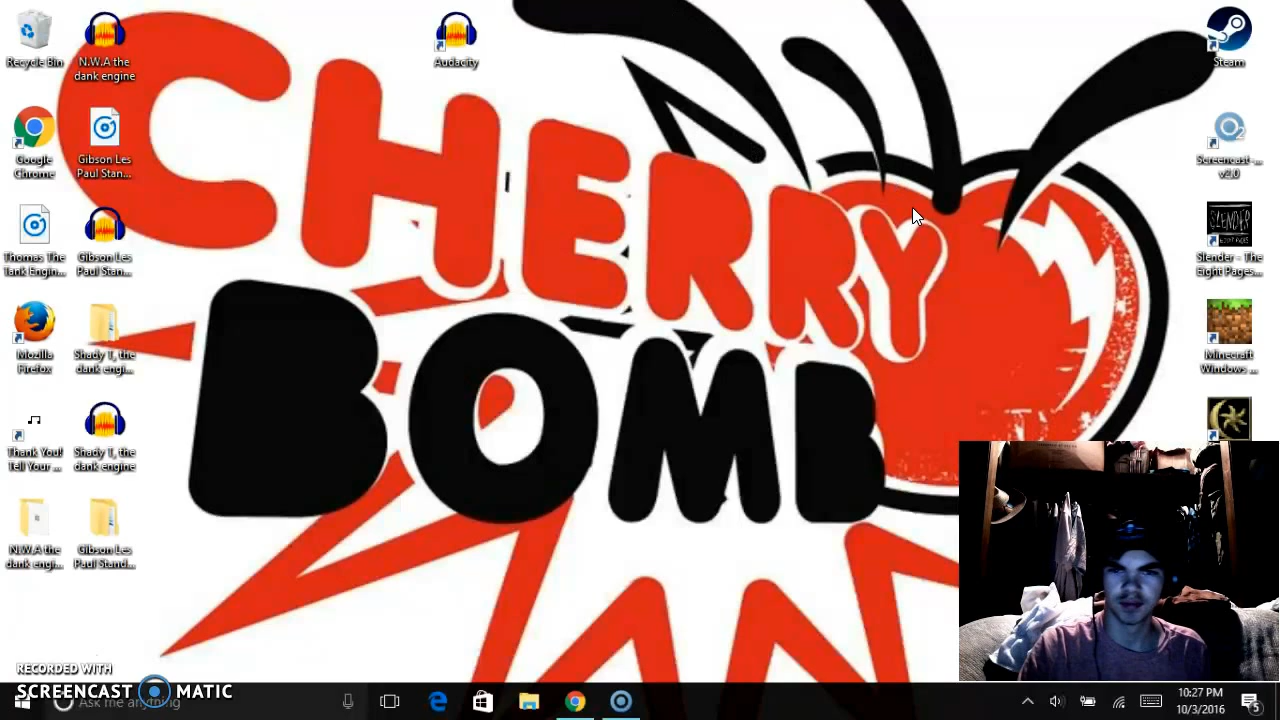 Recycle Bin
N.W.A the
dank engine
Audacity
Steam
Google
Chrome
Gibson Les
Paul Stan...
Screencast-...
v2.0
Thomas The
Tank Engin...
Gibson Les
Paul Stan...
SLENDER
Slender - The
Eight Pages...
Mozilla
Firefox
Shady T, the
dank engi...
Minecraft
Windows ...
Thank You!
Tell Your ...
Shady T, the
dank engine
N.W.A the
dank engi...
Gibson Les
Paul Stand...
CHERRY
BOMB
RECORDED WITH
SCREENCAST MATIC
Ask me anything
10:27 PM
10/3/2016
5